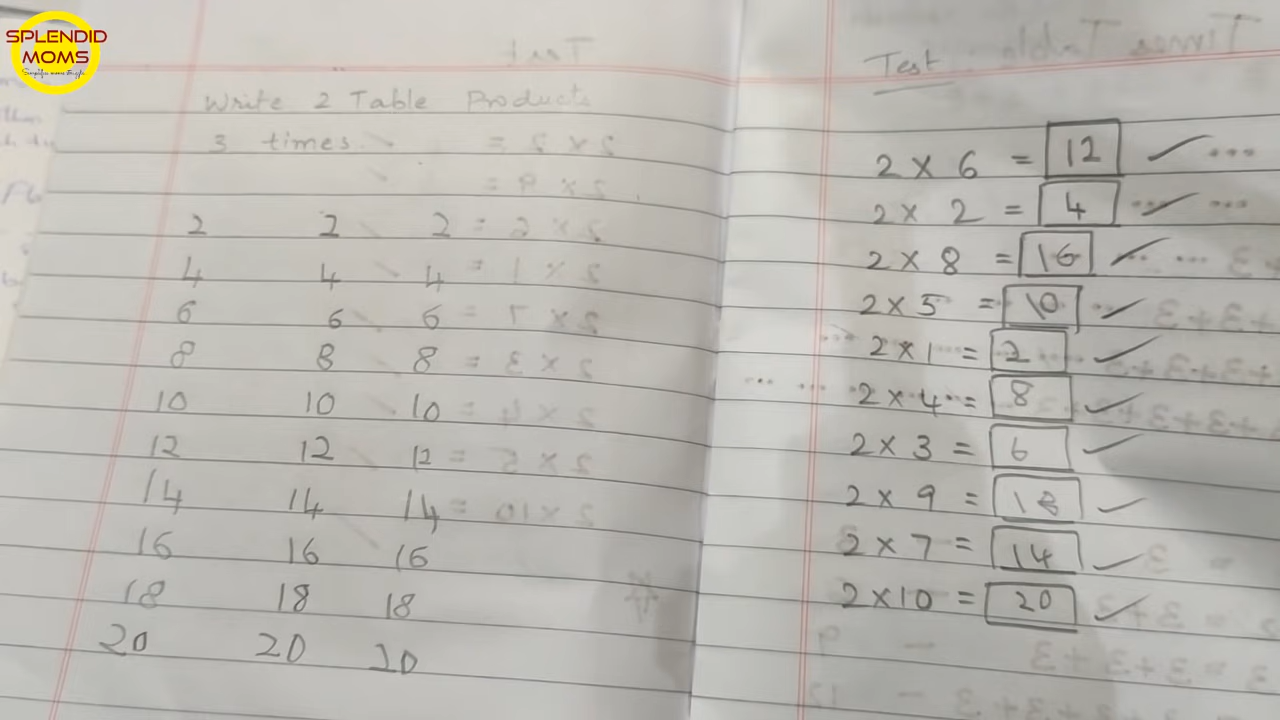 SPLENDID
MOMS
Write 2 Table Products
3 times.
2 2 2
4 4 4
6 6 6
8 8 8
10 10 10
12 12 12
14 14 14
16 16 16
18 18 18
20 20 20
Test
2 × 6 = 12 ✓
2 × 2 = 4 ✓
2 × 8 = 16 ✓
2 × 5 = 10 ✓
2 × 1 = 2 ✓
2 × 4 = 8 ✓
2 × 3 = 6 ✓
2 × 9 = 18 ✓
2 × 7 = 14 ✓
2 × 10 = 20 ✓